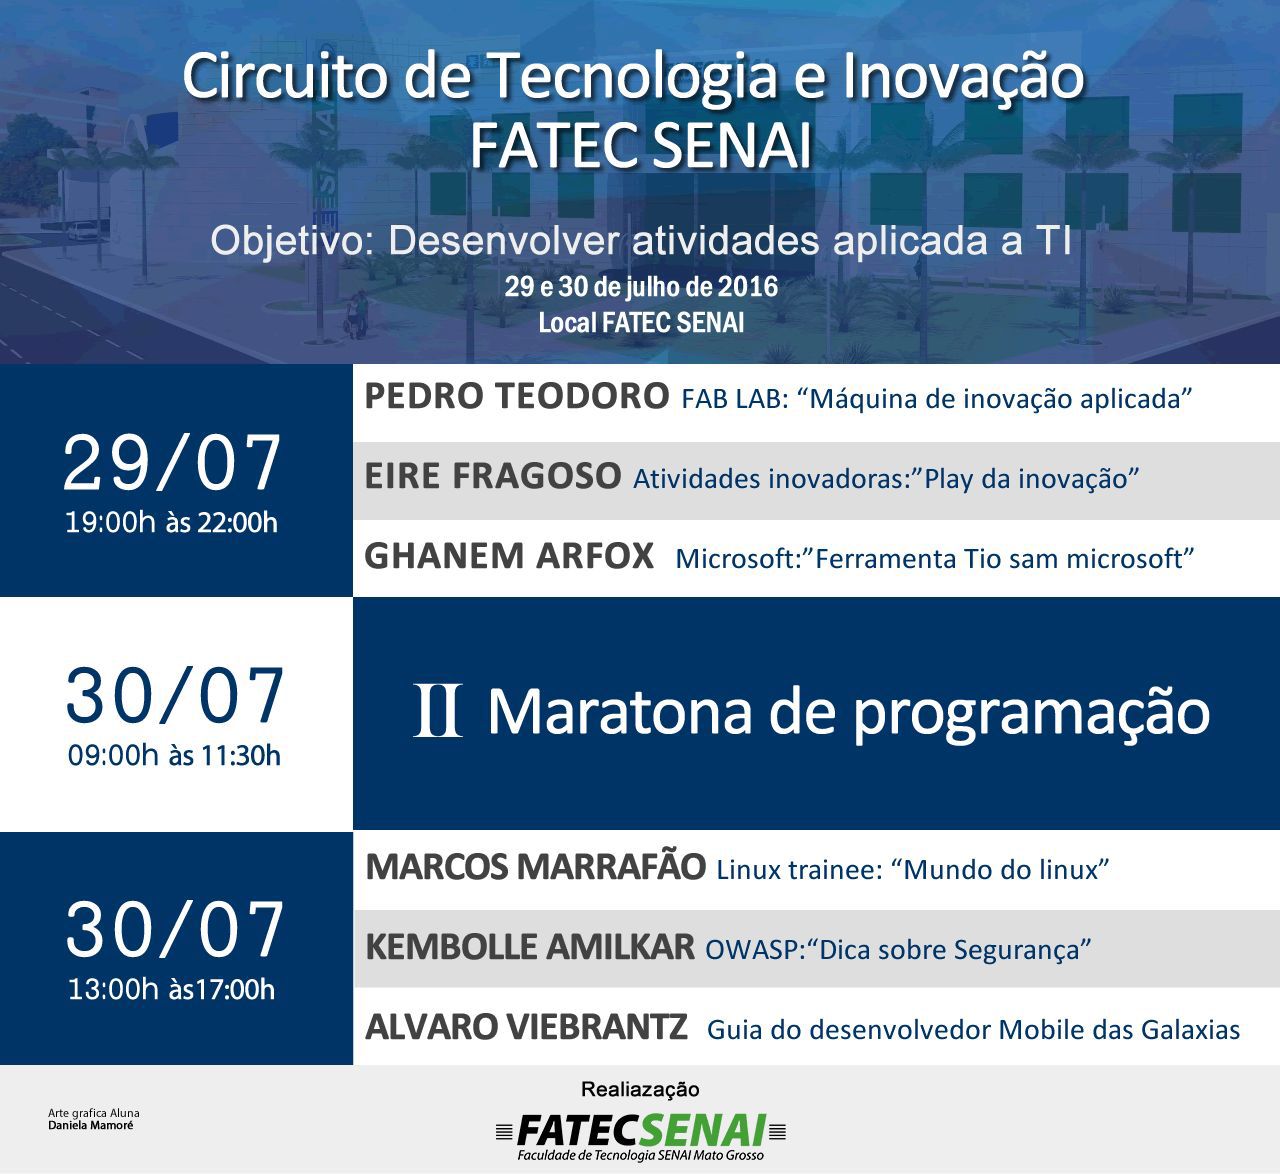 Circuito de Tecnologia e Inovação
FATEC SENAI
Objetivo: Desenvolver atividades aplicada a TI
29 e 30 de julho de 2016
Local FATEC SENAI
29/07
19:00h às 22:00h
PEDRO TEODORO FAB LAB: “Máquina de inovação aplicada”
EIRE FRAGOSO Atividades inovadoras:”Play da inovação”
GHANEM ARFOX Microsoft:”Ferramenta Tio sam microsoft”
30/07
09:00h às 11:30h
II Maratona de programação
30/07
13:00h às17:00h
MARCOS MARRAFÃO Linux trainee: “Mundo do linux”
KEMBOLLE AMILKAR OWASP:“Dica sobre Segurança”
ALVARO VIEBRANTZ Guia do desenvolvedor Mobile das Galaxias
Realiazação
Arte grafica Aluna
Daniela Mamoré
FATECSENAI
Faculdade de Tecnologia SENAI Mato Grosso